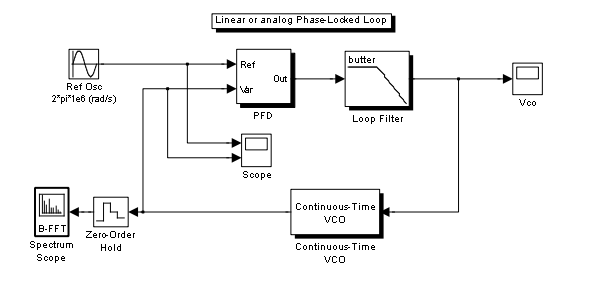 Linear or analog Phase-Locked Loop
Ref Osc
2*pi*1e6 (rad/s)
Ref
Var
Out
PFD
butter
Loop Filter
Vco
Scope
Continuous-Time
VCO
Continuous-Time
VCO
B-FFT
Spectrum
Scope
Zero-Order
Hold